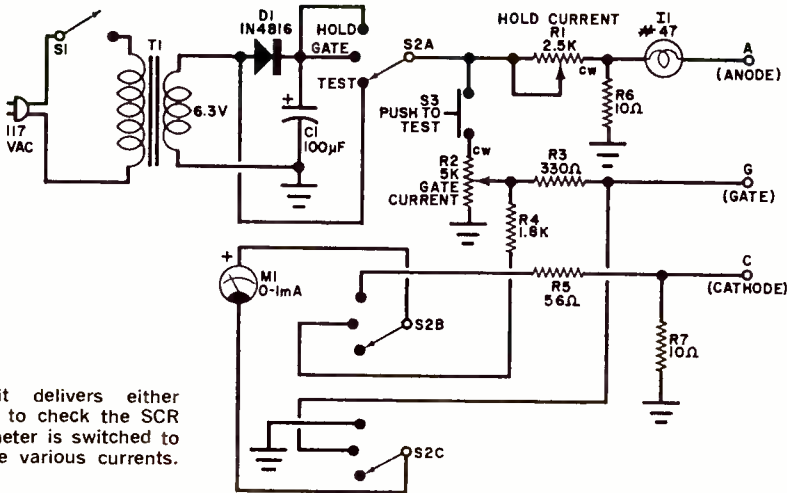 D1
1N4816
HOLD
GATE
TEST
S2A
HOLD CURRENT
R1
2.5K
CW
I1
#47
A
(ANODE)
S1
T1
6.3V
117
VAC
+
C1
100µF
S3
PUSH TO
TEST
CW
R2
5K
GATE
CURRENT
R6
10Ω
R3
330Ω
G
(GATE)
R4
1.8K
+
M1
0-1mA
R5
56Ω
C
(CATHODE)
S2B
R7
10Ω
S2C
it delivers either
to check the SCR
neter is switched to
e various currents.